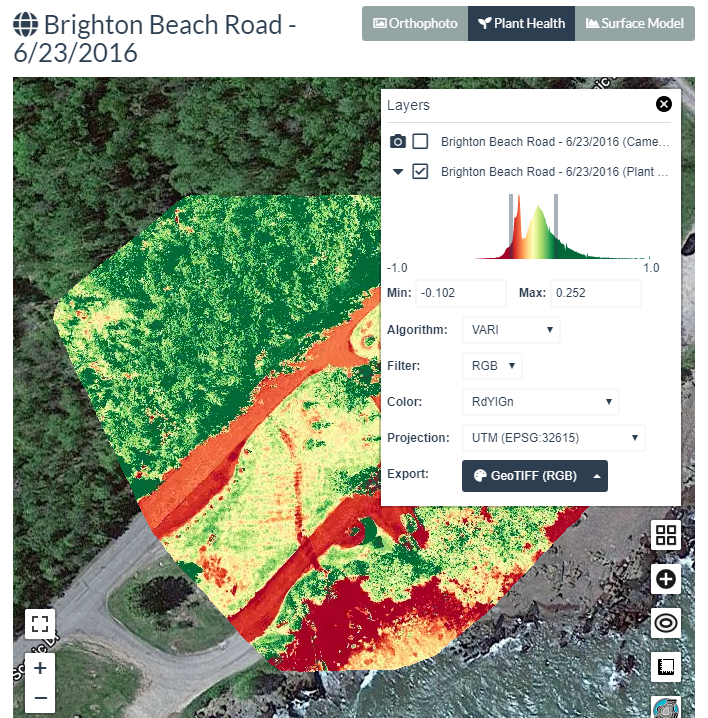 Brighton Beach Road -
6/23/2016
Orthophoto
Plant Health
Surface Model
Layers
Brighton Beach Road - 6/23/2016 (Came...
Brighton Beach Road - 6/23/2016 (Plant ...
-1.0
1.0
Min: -0.102 Max: 0.252
Algorithm: VARI
Filter: RGB
Color: RdYlGn
Projection: UTM (EPSG:32615)
Export: GeoTIFF (RGB)
+
−